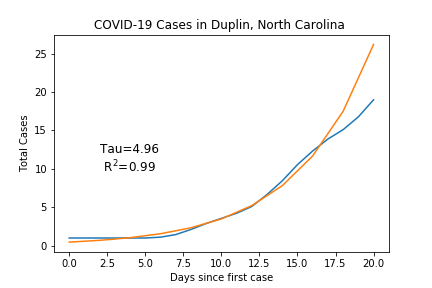 COVID-19 Cases in Duplin, North Carolina
Total Cases
25
20
15
10
5
0
Tau=4.96
R²=0.99
0.0 2.5 5.0 7.5 10.0 12.5 15.0 17.5 20.0
Days since first case